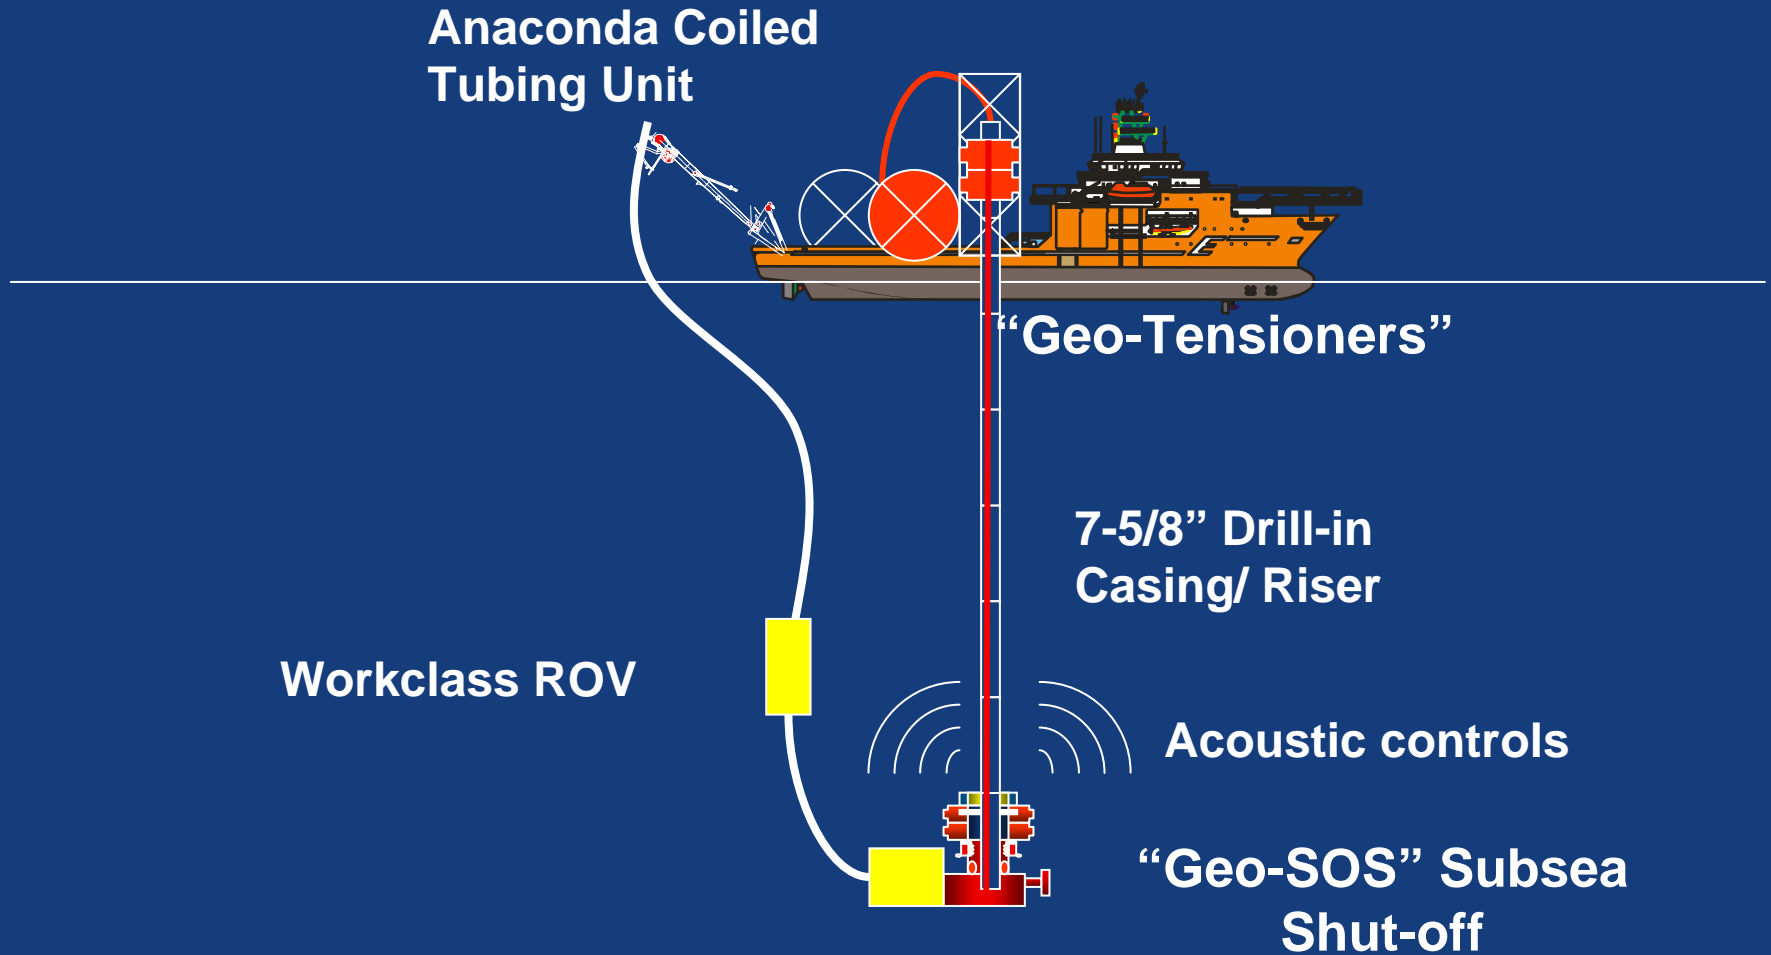 Anaconda Coiled
Tubing Unit
“Geo-Tensioners”
7-5/8” Drill-in
Casing/ Riser
Workclass ROV
Acoustic controls
“Geo-SOS” Subsea
Shut-off